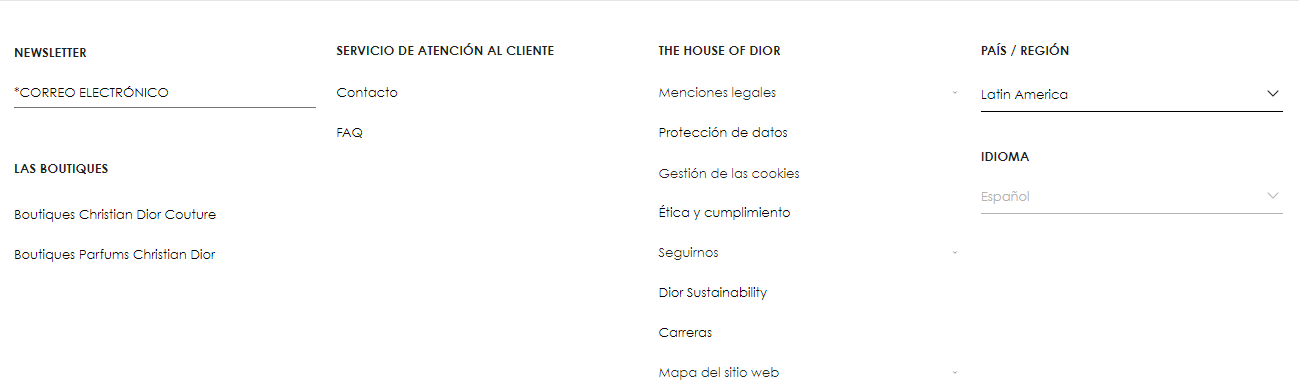 NEWSLETTER
*CORREO ELECTRÓNICO
LAS BOUTIQUES
Boutiques Christian Dior Couture
Boutiques Parfums Christian Dior
SERVICIO DE ATENCIÓN AL CLIENTE
Contacto
FAQ
THE HOUSE OF DIOR
Menciones legales
Protección de datos
Gestión de las cookies
Ética y cumplimiento
Seguirnos
Dior Sustainability
Carreras
Mapa del sitio web
PAÍS / REGIÓN
Latin America
IDIOMA
Español